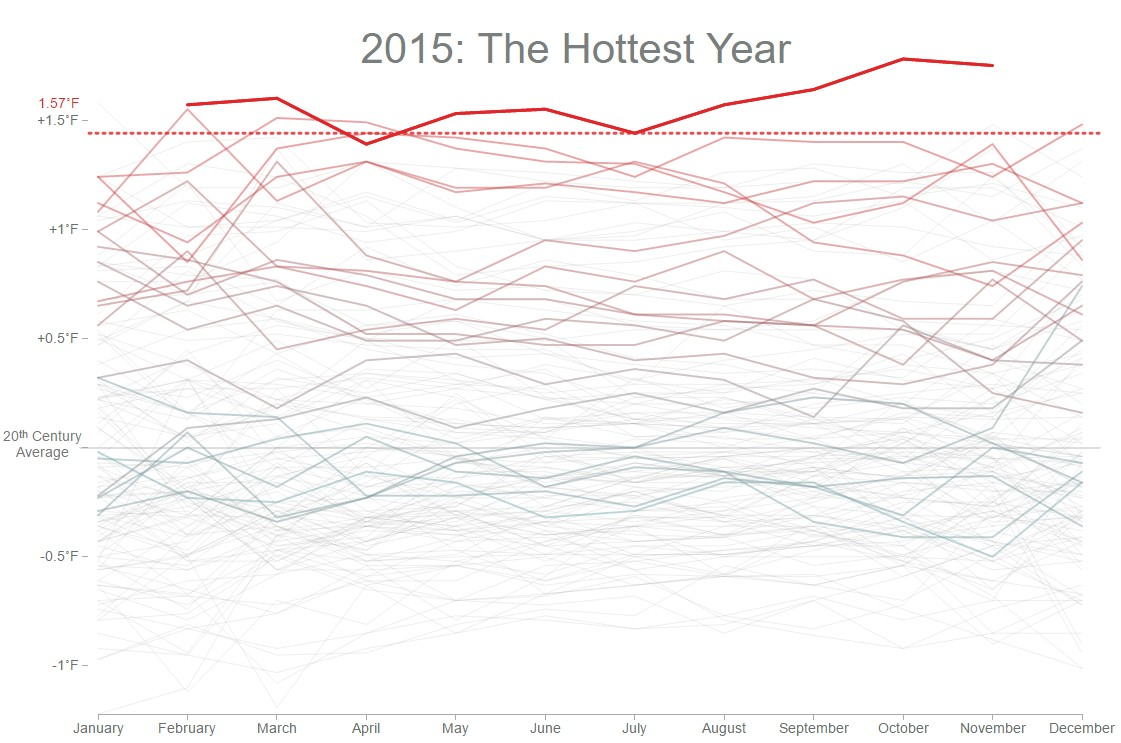 2015: The Hottest Year
1.57°F
+1.5°F
+1°F
+0.5°F
20th Century
Average
-0.5°F
-1°F
January February March April May June July August September October November December